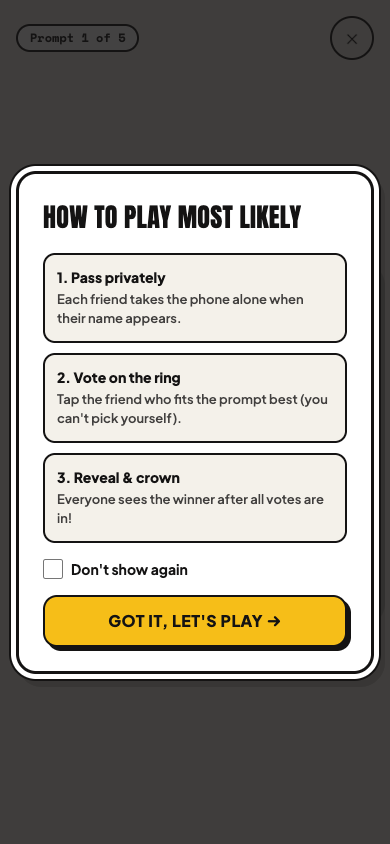 Prompt 1 of 5
×
HOW TO PLAY MOST LIKELY
1. Pass privately
Each friend takes the phone alone when
their name appears.
2. Vote on the ring
Tap the friend who fits the prompt best (you
can't pick yourself).
3. Reveal & crown
Everyone sees the winner after all votes are
in!
Don't show again
GOT IT, LET'S PLAY →